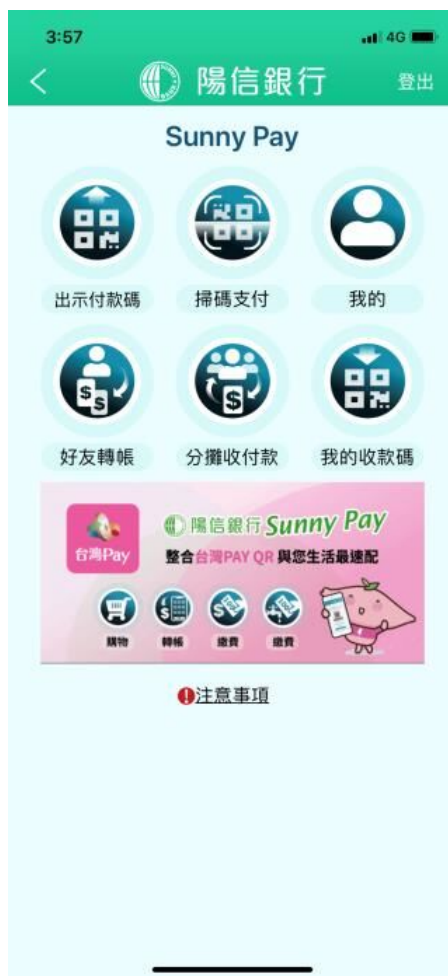 3:57 4G
陽信銀行 登出
Sunny Pay
出示付款碼 掃碼支付 我的
好友轉帳 分攤收付款 我的收款碼
陽信銀行 Sunny Pay
台灣Pay
整合台灣PAY QR 與您生活最速配
購物 轉帳 繳費 繳費
注意事項